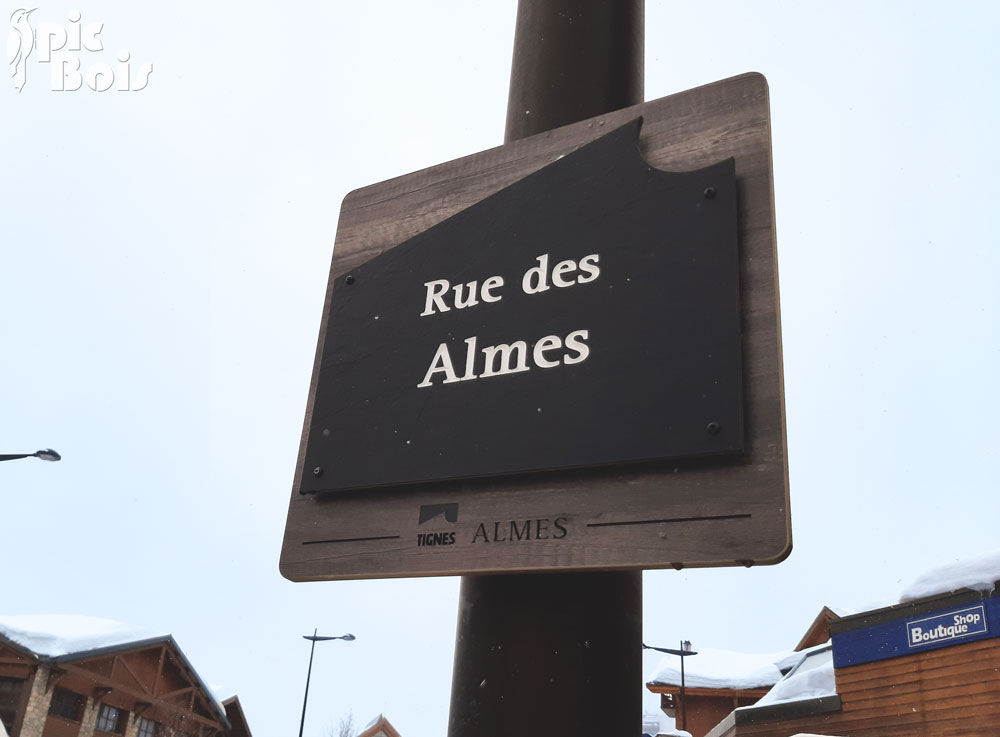 pic
Bois
Rue des
Almes
TIGNES ALMES
Boutique Shop